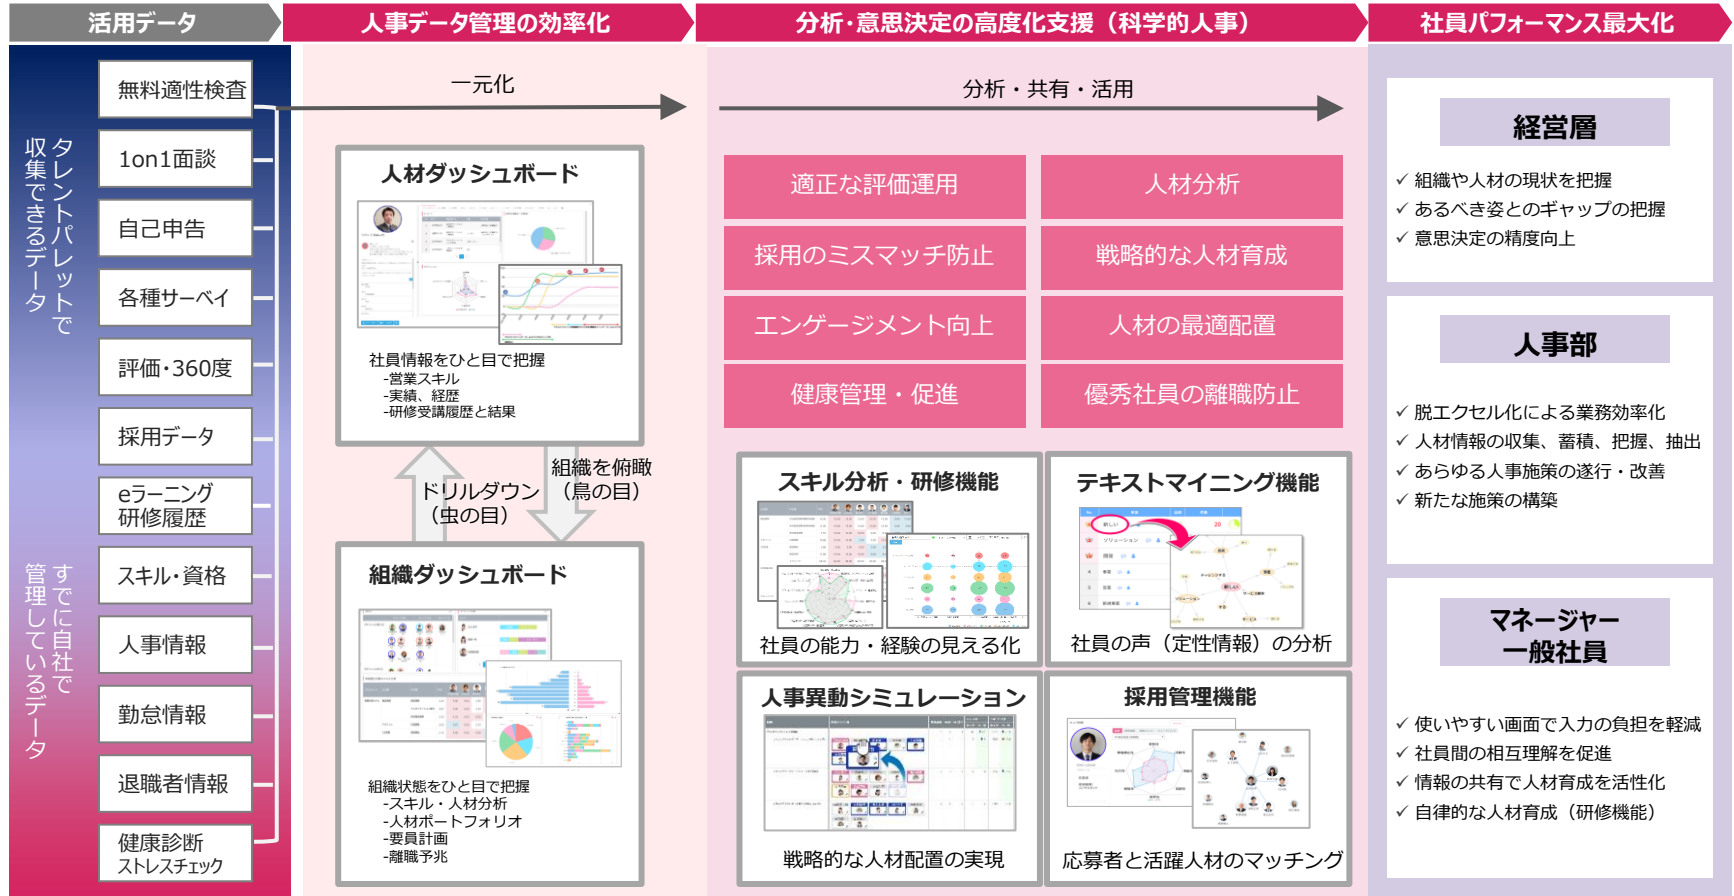 活用データ
人事データ管理の効率化
分析・意思決定の高度化支援（科学的人事）
社員パフォーマンス最大化
タレントパレットで
収集できるデータ
すでに自社で
管理しているデータ
無料適性検査
1on1面談
自己申告
各種サーベイ
評価・360度
採用データ
eラーニング
研修履歴
スキル・資格
人事情報
勤怠情報
退職者情報
健康診断
ストレスチェック
一元化
人材ダッシュボード
社員情報をひと目で把握
-営業スキル
-実績、経歴
-研修受講履歴と結果
ドリルダウン
（虫の目）
組織を俯瞰
（鳥の目）
組織ダッシュボード
組織状態をひと目で把握
-スキル・人材分析
-人材ポートフォリオ
-要員計画
-離職予兆
分析・共有・活用
適正な評価運用
人材分析
採用のミスマッチ防止
戦略的な人材育成
エンゲージメント向上
人材の最適配置
健康管理・促進
優秀社員の離職防止
スキル分析・研修機能
社員の能力・経験の見える化
テキストマイニング機能
新しい
20
ソリューション
新しい
社員の声（定性情報）の分析
人事異動シミュレーション
戦略的な人材配置の実現
採用管理機能
応募者と活躍人材のマッチング
経営層
✓組織や人材の現状を把握
✓あるべき姿とのギャップの把握
✓意思決定の精度向上
人事部
✓脱エクセル化による業務効率化
✓人材情報の収集、蓄積、把握、抽出
✓あらゆる人事施策の遂行・改善
✓新たな施策の構築
マネージャー
一般社員
✓使いやすい画面で入力の負担を軽減
✓社員間の相互理解を促進
✓情報の共有で人材育成を活性化
✓自律的な人材育成（研修機能）